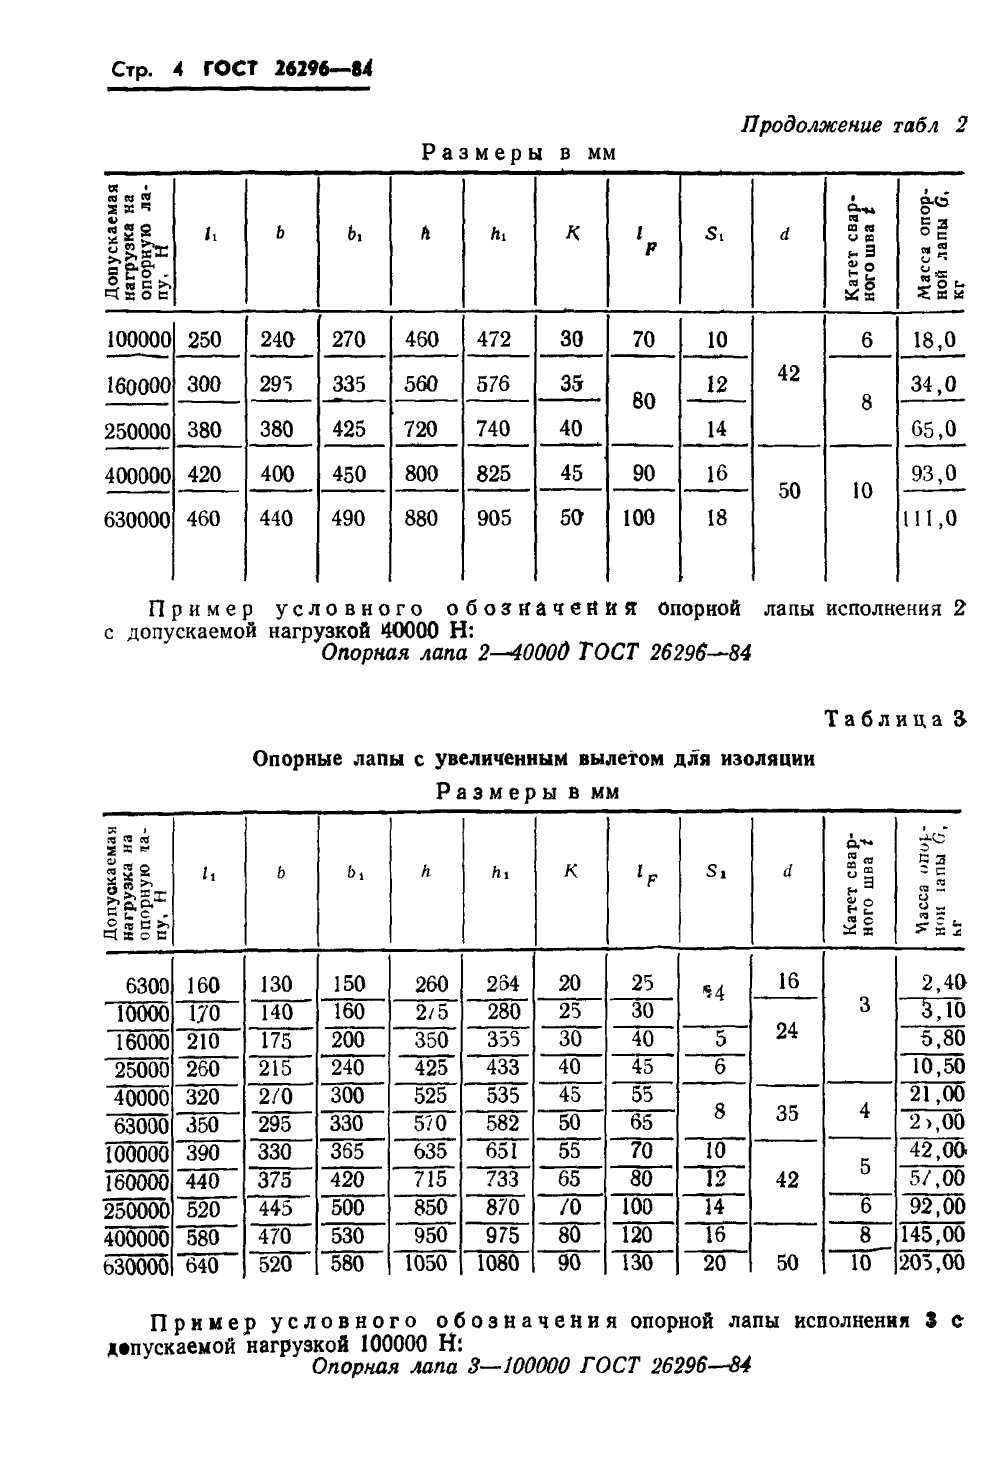 Стр. 4 ГОСТ 26296—84
Продолжение табл 2
Размеры в мм
Допускаемая нагрузка на опорную лапу, Н | l₁ | b | b₁ | h | h₁ | K | l F | S₁ | d | Катет сварного шва t | Масса опорной лапы G, кг
100000 250 240 270 460 472 30 70 10 42 6 18,0
160000 300 295 335 560 576 35 80 12 8 34,0
250000 380 380 425 720 740 40 14 65,0
400000 420 400 450 800 825 45 90 16 50 10 93,0
630000 460 440 490 880 905 50 100 18 111,0
Пример условного обозначения опорной лапы исполнения 2
с допускаемой нагрузкой 40000 Н:
Опорная лапа 2—40000 ГОСТ 26296—84
Таблица 3
Опорные лапы с увеличенным вылетом для изоляции
Размеры в мм
Допускаемая нагрузка на опорную лапу, Н | l₁ | b | b₁ | h | h₁ | K | l F | S₁ | d | Катет сварного шва t | Масса опорной лапы G, кг
6300 160 130 150 260 264 20 25 4 16 3 2,40
10000 170 140 160 275 280 25 30 24 3,10
16000 210 175 200 350 355 30 40 5 5,80
25000 260 215 240 425 433 40 45 6 10,50
40000 320 270 300 525 535 45 55 8 35 4 21,00
63000 350 295 330 570 582 50 65
100000 390 330 365 635 651 55 70 10 42 5 42,00
160000 440 375 420 715 733 65 80 12 57,00
250000 520 445 500 850 870 70 100 14 6 92,00
400000 580 470 530 950 975 80 120 16 50 8 145,00
630000 640 520 580 1050 1080 90 130 20 10 205,00
Пример условного обозначения опорной лапы исполнения 3 с
допускаемой нагрузкой 100000 Н:
Опорная лапа 3—100000 ГОСТ 26296—84